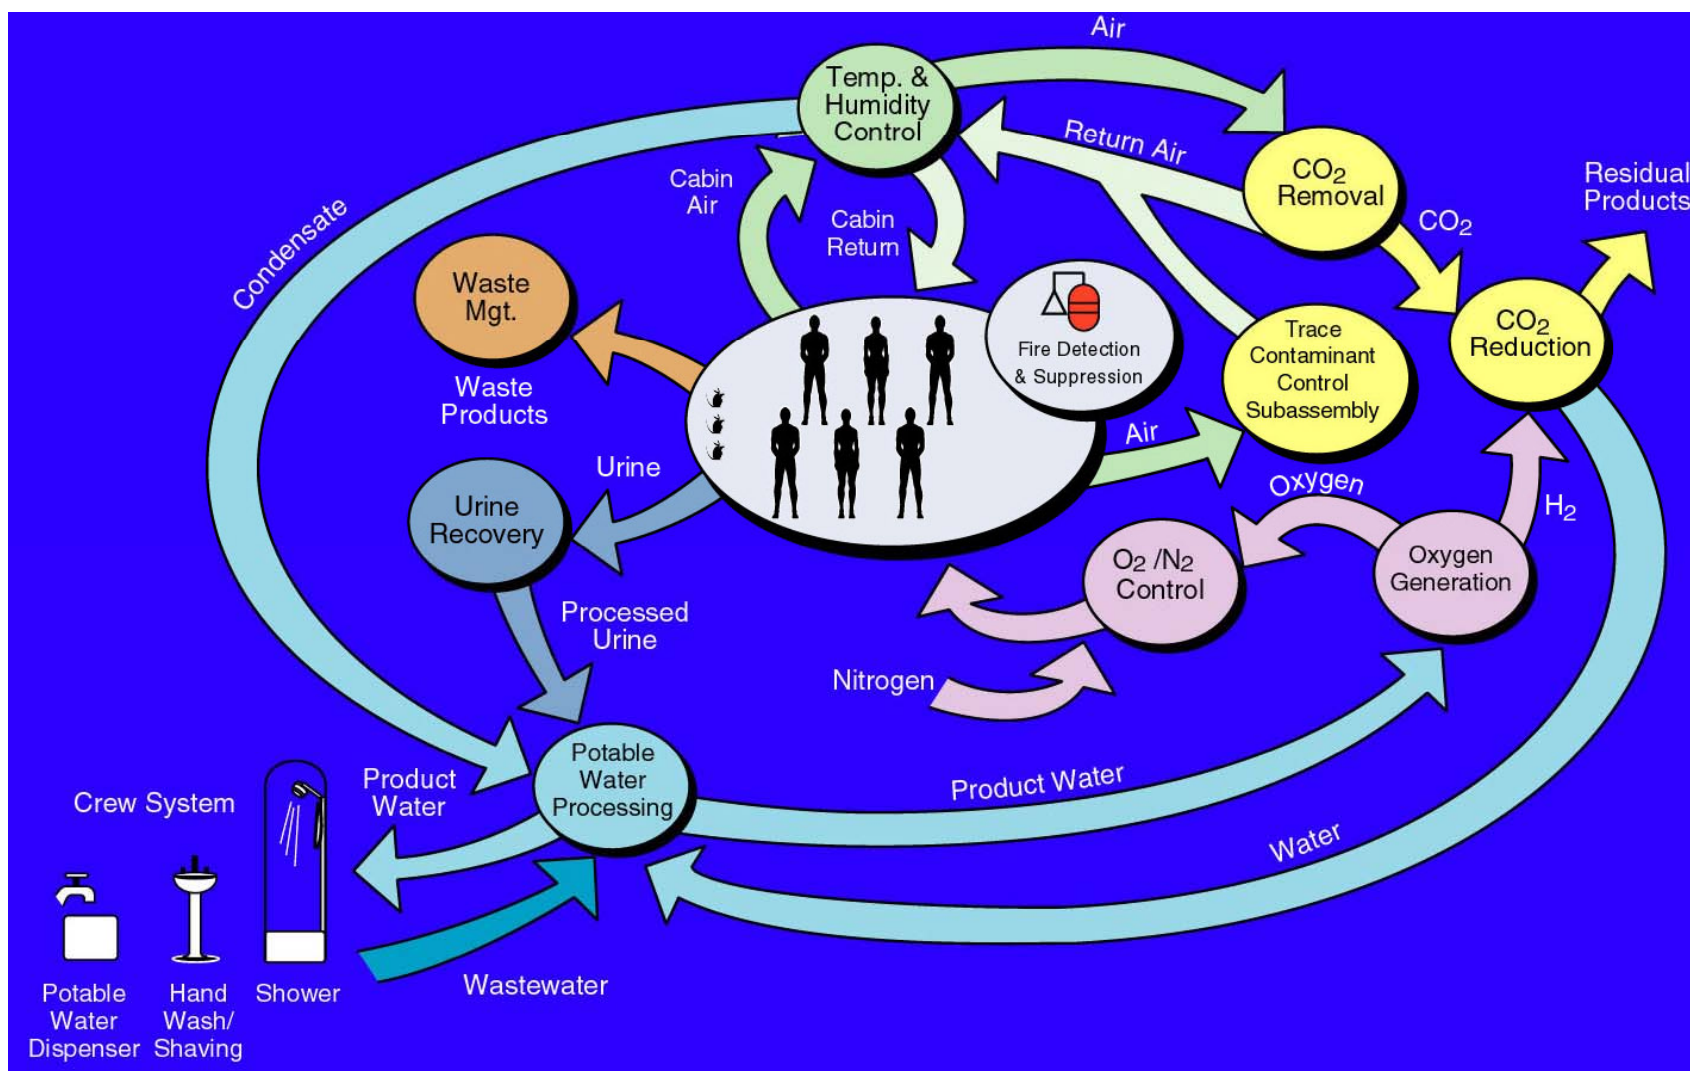 Air
Temp. &
Humidity
Control
Return Air
CO2
Removal
Residual
Products
Cabin
Air
Cabin
Return
CO2
Condensate
Waste
Mgt.
Waste
Products
Fire Detection
& Suppression
Trace
Contaminant
Control
Subassembly
CO2
Reduction
Air
Urine
Urine
Recovery
Oxygen
H2
O2 /N2
Control
Oxygen
Generation
Processed
Urine
Nitrogen
Potable
Water
Processing
Product
Water
Product Water
Crew System
Water
Wastewater
Potable
Water
Dispenser
Hand
Wash/
Shaving
Shower